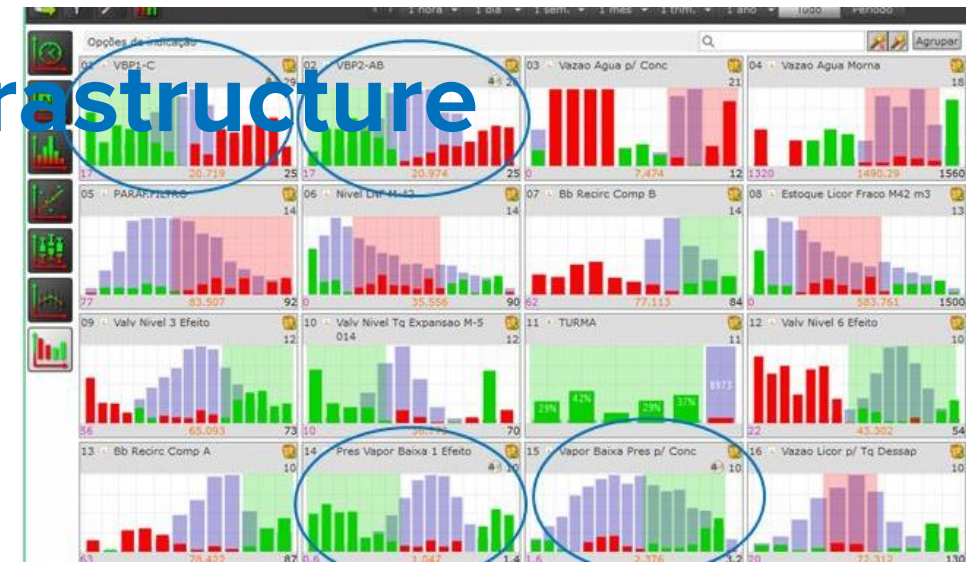 1 hora 1 dia 1 sem. 1 mês 1 trim. 1 ano Tudo Período
Opções de indicação Agrupar
rastructure
01 VBP1-C 29
02 VBP2-AB
03 Vazao Agua p/ Conc 21
04 Vazao Agua Morna 18
17 20.719 25
17 20.974 25
0 7.474 12
1320 1490.29 1560
05 PARAF.FILTRO 14
06 Nivel LNF M-42 14
07 Bb Recirc Comp B 14
08 Estoque Licor Fraco M42 m3 13
77 83.507 92
0 35.556 90
62 77.113 84
0 583.761 1500
09 Valv Nivel 3 Efeito 12
10 Valv Nivel Tq Expansao M-5 014 12
11 TURMA 11
12 Valv Nivel 6 Efeito 10
29% 42% 29% 37% 8973
56 65.093 73
10 70
22 43.302 54
13 Bb Recirc Comp A 10
14 Pres Vapor Baixa 1 Efeito 10
15 Vapor Baixa Pres p/ Conc 10
16 Vazao Licor p/ Tq Dessap 10
63 78.422 87
0.6 1.047 1.4
1.6 2.376 3.2
20 72.312 130